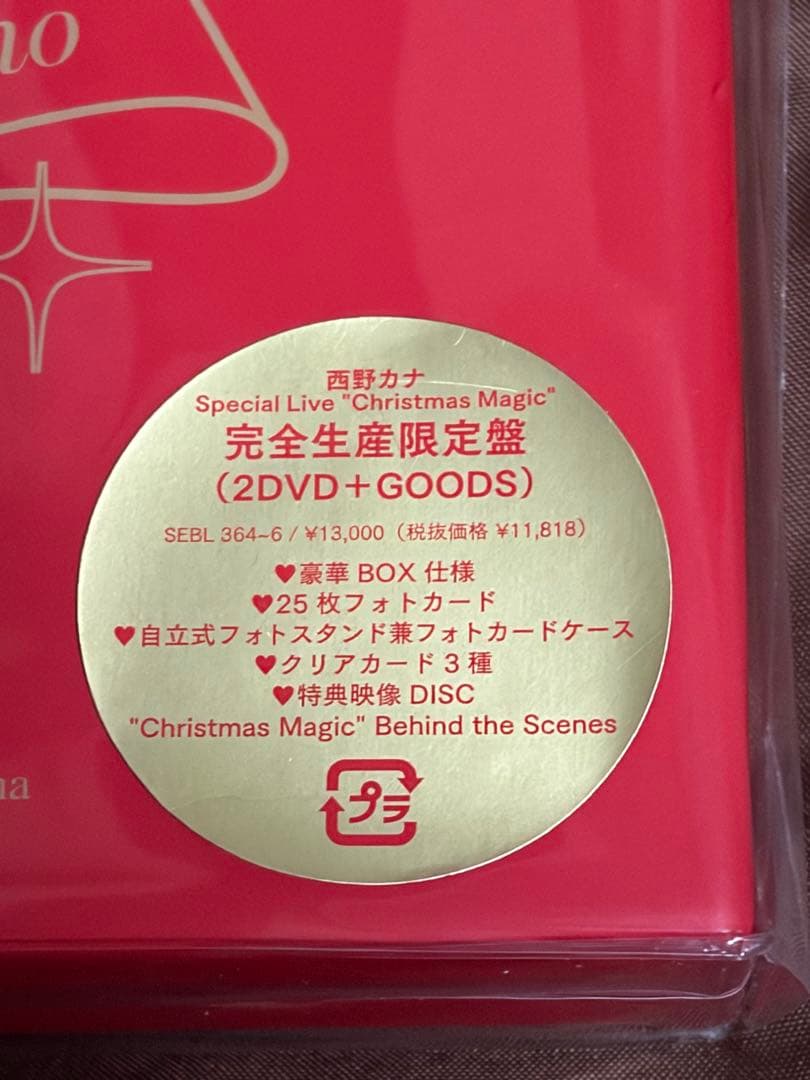 no
西野カナ
Special Live "Christmas Magic"
完全生産限定盤
（2DVD＋GOODS）
SEBL 364~6 / ¥13,000（税抜価格 ¥11,818）
♥豪華 BOX 仕様
♥25 枚フォトカード
♥自立式フォトスタンド兼フォトカードケース
♥クリアカード 3 種
♥特典映像 DISC
"Christmas Magic" Behind the Scenes
na
プラ